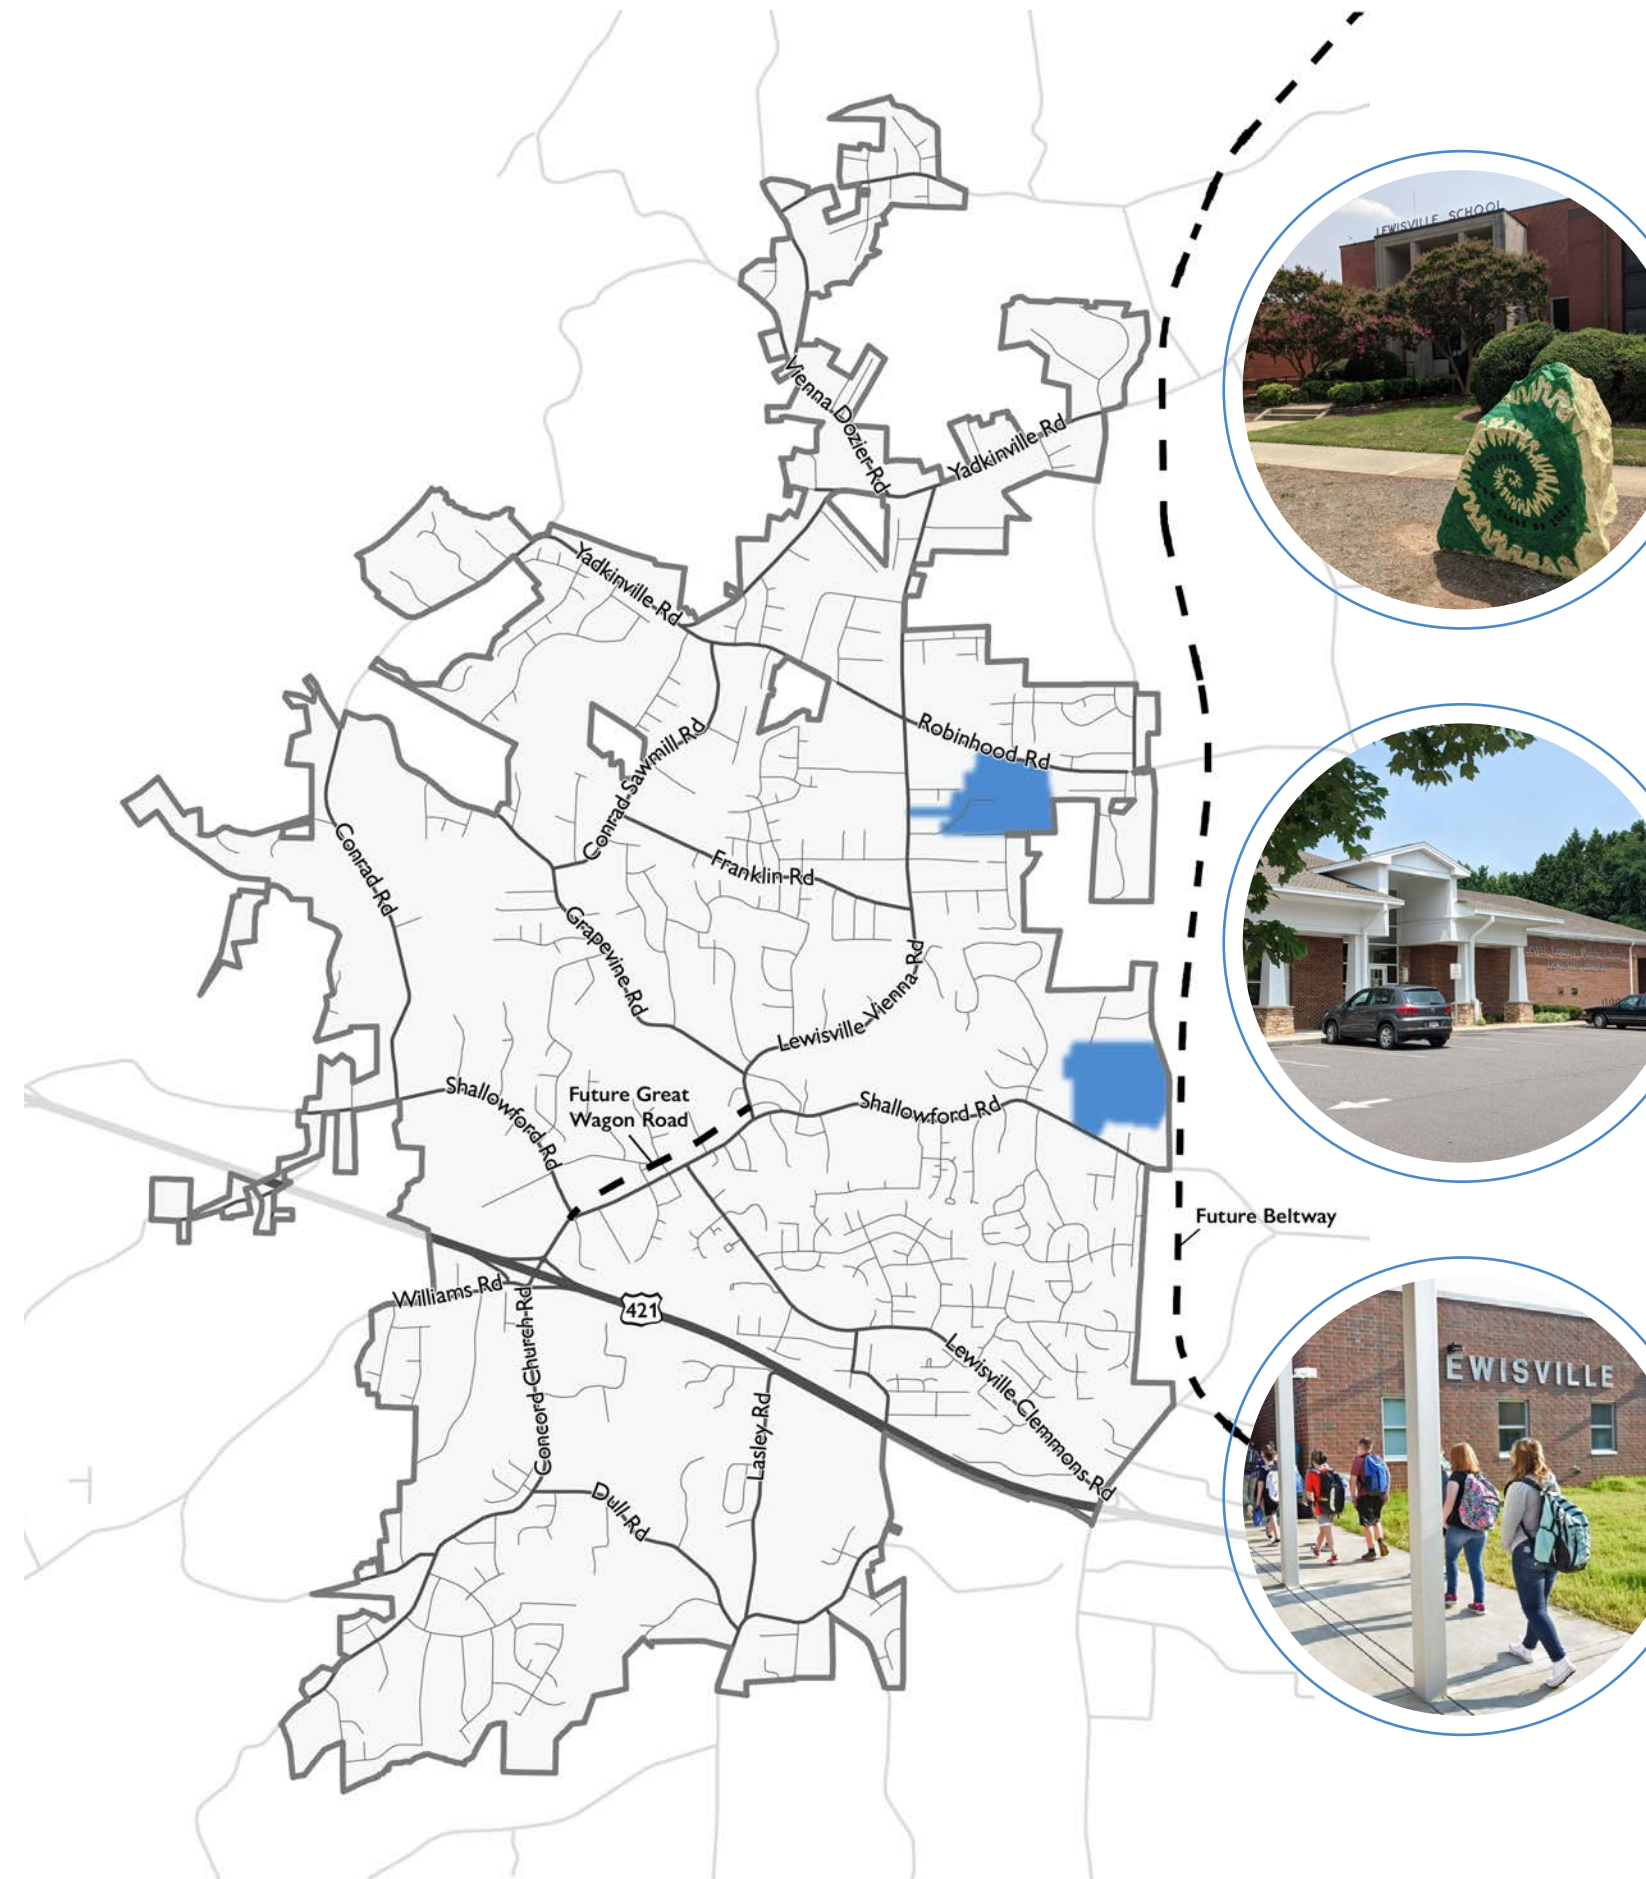 LEWISVILLE SCHOOL
Vienna Dozier Rd
Yadkinville Rd
Yadkinville Rd
Robinhood Rd
Conrad Sawmill Rd
Conrad Rd
Franklin Rd
Grapevine Rd
Lewisville Vienna Rd
Shallowford Rd
Future Great
Wagon Road
Shallowford Rd
Future Beltway
Williams Rd
421
Concord Church Rd
Lewisville Clemmons Rd
EWISVILLE
Lasley Rd
Dull Rd